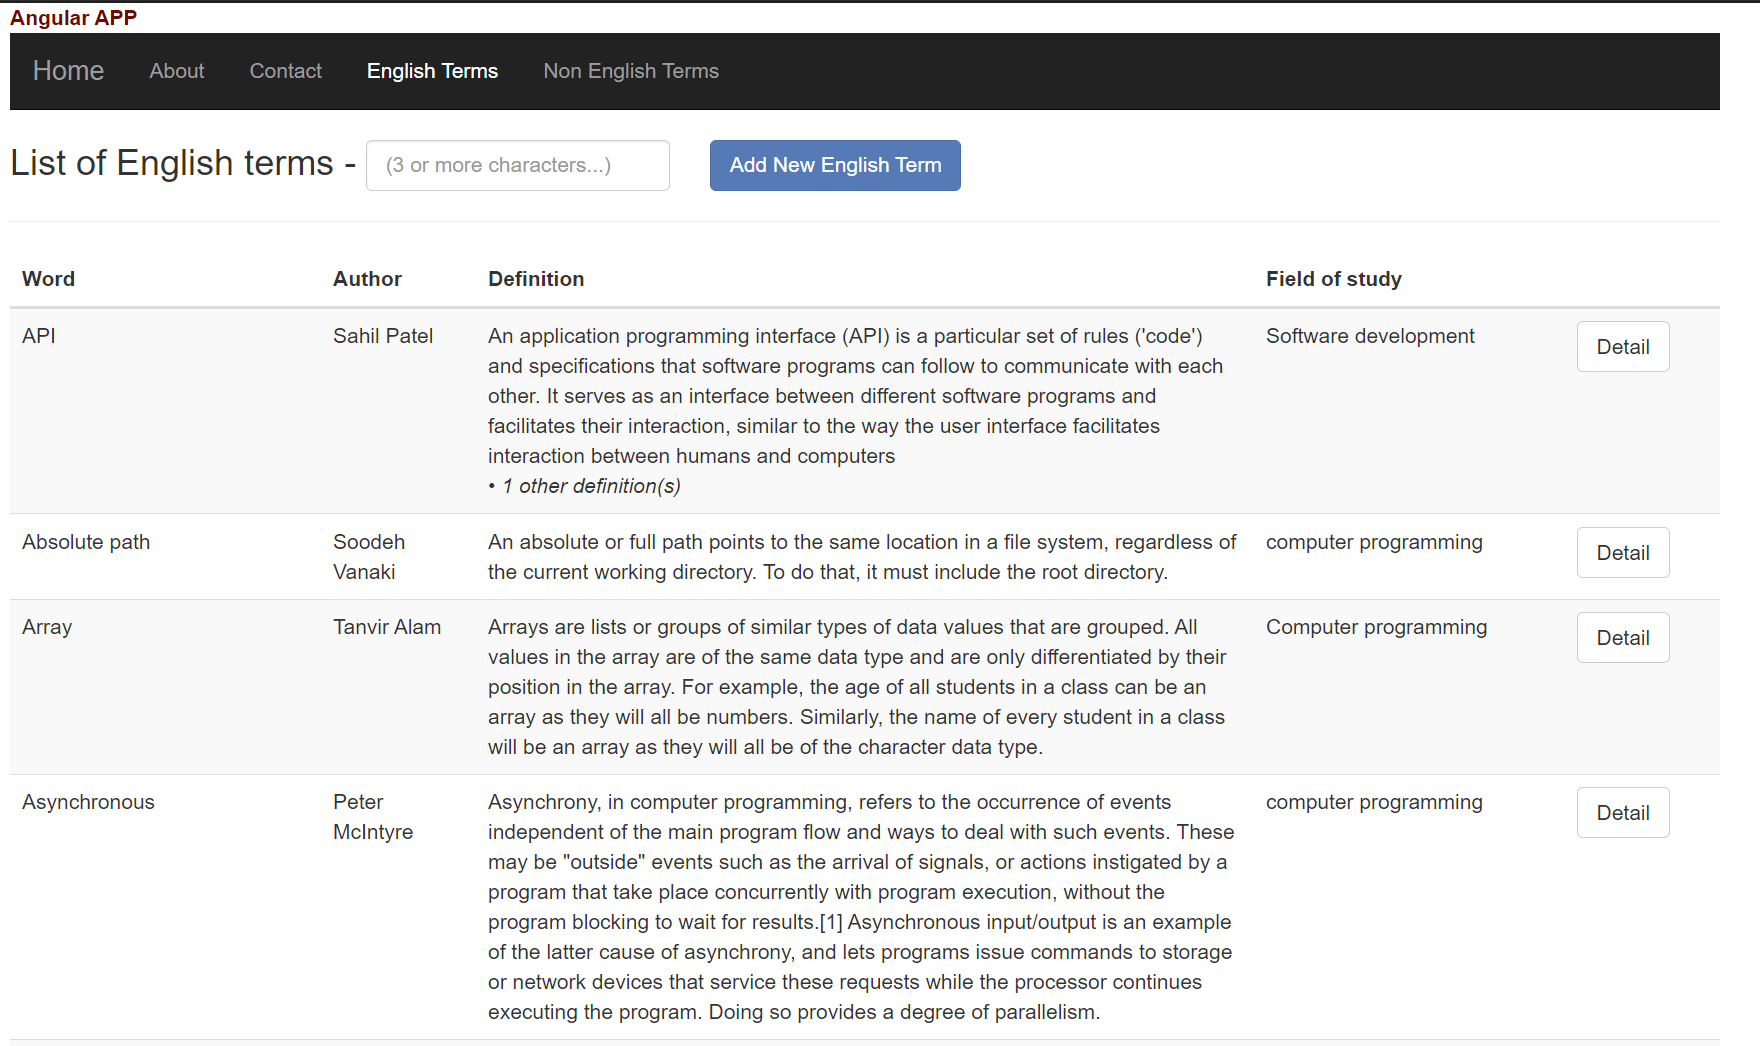 Angular APP
Home About Contact English Terms Non English Terms
List of English terms - (3 or more characters...) Add New English Term
Word Author Definition Field of study
API Sahil Patel An application programming interface (API) is a particular set of rules ('code') Software development Detail
and specifications that software programs can follow to communicate with each
other. It serves as an interface between different software programs and
facilitates their interaction, similar to the way the user interface facilitates
interaction between humans and computers
• 1 other definition(s)
Absolute path Soodeh An absolute or full path points to the same location in a file system, regardless of computer programming Detail
Vanaki the current working directory. To do that, it must include the root directory.
Array Tanvir Alam Arrays are lists or groups of similar types of data values that are grouped. All Computer programming Detail
values in the array are of the same data type and are only differentiated by their
position in the array. For example, the age of all students in a class can be an
array as they will all be numbers. Similarly, the name of every student in a class
will be an array as they will all be of the character data type.
Asynchronous Peter Asynchrony, in computer programming, refers to the occurrence of events computer programming Detail
McIntyre independent of the main program flow and ways to deal with such events. These
may be "outside" events such as the arrival of signals, or actions instigated by a
program that take place concurrently with program execution, without the
program blocking to wait for results.[1] Asynchronous input/output is an example
of the latter cause of asynchrony, and lets programs issue commands to storage
or network devices that service these requests while the processor continues
executing the program. Doing so provides a degree of parallelism.